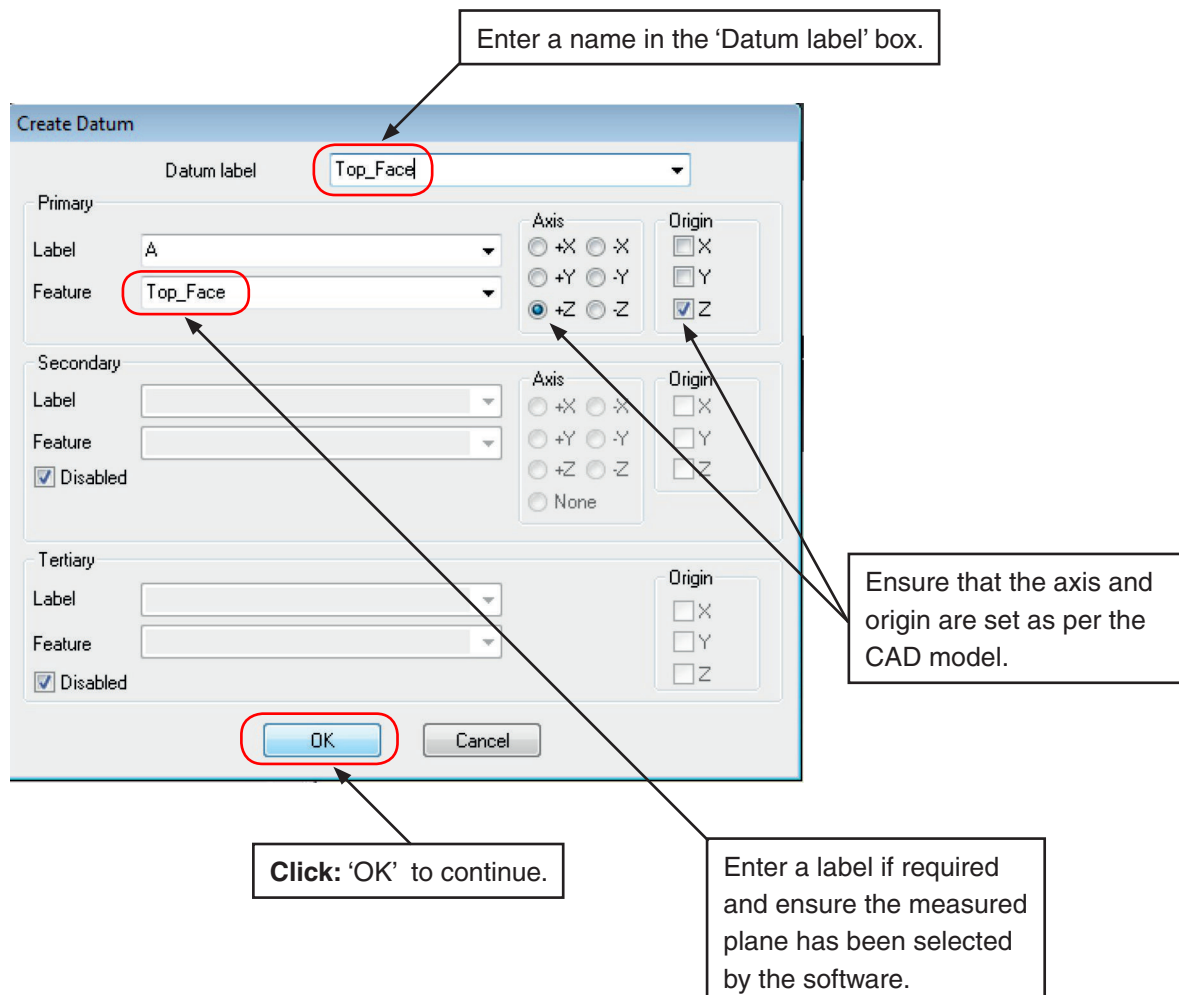 Enter a name in the ‘Datum label’ box.
Create Datum
Datum label
Top_Face
Primary
Label
A
Feature
Top_Face
Axis
+X -X
+Y -Y
+Z -Z
Origin
X
Y
Z
Secondary
Label
Feature
Disabled
Axis
+X -X
+Y -Y
+Z -Z
None
Origin
X
Y
Z
Tertiary
Label
Feature
Disabled
Origin
X
Y
Z
Ensure that the axis and
origin are set as per the
CAD model.
OK
Cancel
Click: ‘OK’ to continue.
Enter a label if required
and ensure the measured
plane has been selected
by the software.